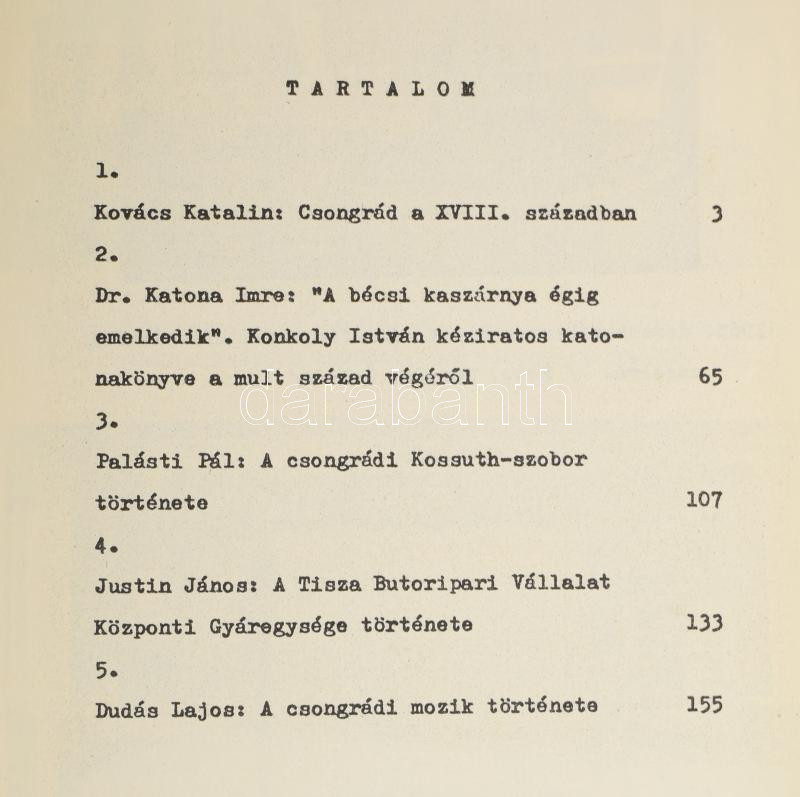 TARTALOM
1.
Kovács Katalin: Csongrád a XVIII. században 3
2.
Dr. Katona Imre: "A bécsi kaszárnya égig
emelkedik". Konkoly István kéziratos kato-
nakönyve a mult század végéről 65
darabanth
3.
Palásti Pál: A csongrádi Kossuth-szobor
története 107
4.
Justin János: A Tisza Butoripari Vállalat
Központi Gyáregysége története 133
5.
Dudás Lajos: A csongrádi mozik története 155